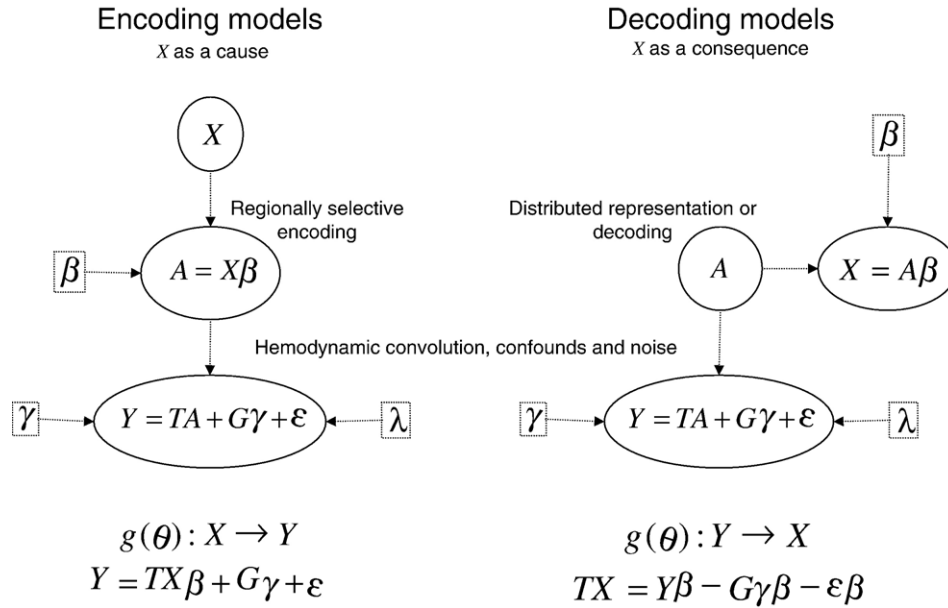 Encoding models
X as a cause
X
Regionally selective
encoding
β
A = Xβ
Decoding models
X as a consequence
β
Distributed representation or
decoding
A
X = Aβ
Hemodynamic convolution, confounds and noise
γ
Y = TA + Gγ + ε
λ
γ
Y = TA + Gγ + ε
λ
g(θ) : X → Y
Y = TXβ + Gγ + ε
g(θ) : Y → X
TX = Yβ − Gγβ − εβ